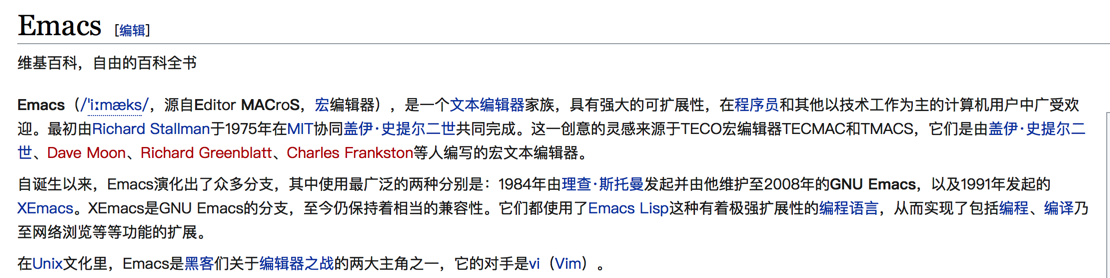 Emacs [编辑]
维基百科，自由的百科全书
Emacs（/ˈiːmæks/，源自Editor MACroS，宏编辑器），是一个文本编辑器家族，具有强大的可扩展性，在程序员和其他以技术工作为主的计算机用户中广受欢
迎。最初由Richard Stallman于1975年在MIT协同盖伊·史提尔二世共同完成。这一创意的灵感来源于TECO宏编辑器TECMAC和TMACS，它们是由盖伊·史提尔二
世、Dave Moon、Richard Greenblatt、Charles Frankston等人编写的宏文本编辑器。
自诞生以来，Emacs演化出了众多分支，其中使用最广泛的两种分别是：1984年由理查·斯托曼发起并由他维护至2008年的GNU Emacs，以及1991年发起的
XEmacs。XEmacs是GNU Emacs的分支，至今仍保持着相当的兼容性。它们都使用了Emacs Lisp这种有着极强扩展性的编程语言，从而实现了包括编程、编译乃
至网络浏览等等功能的扩展。
在Unix文化里，Emacs是黑客们关于编辑器之战的两大主角之一，它的对手是vi（Vim）。